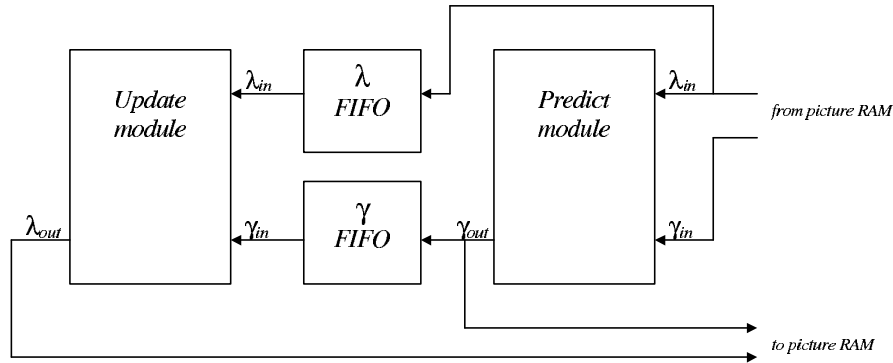 λin
λ
FIFO
λin
Update
module
Predict
module
from picture RAM
λout
γin
γ
FIFO
γout
γin
to picture RAM